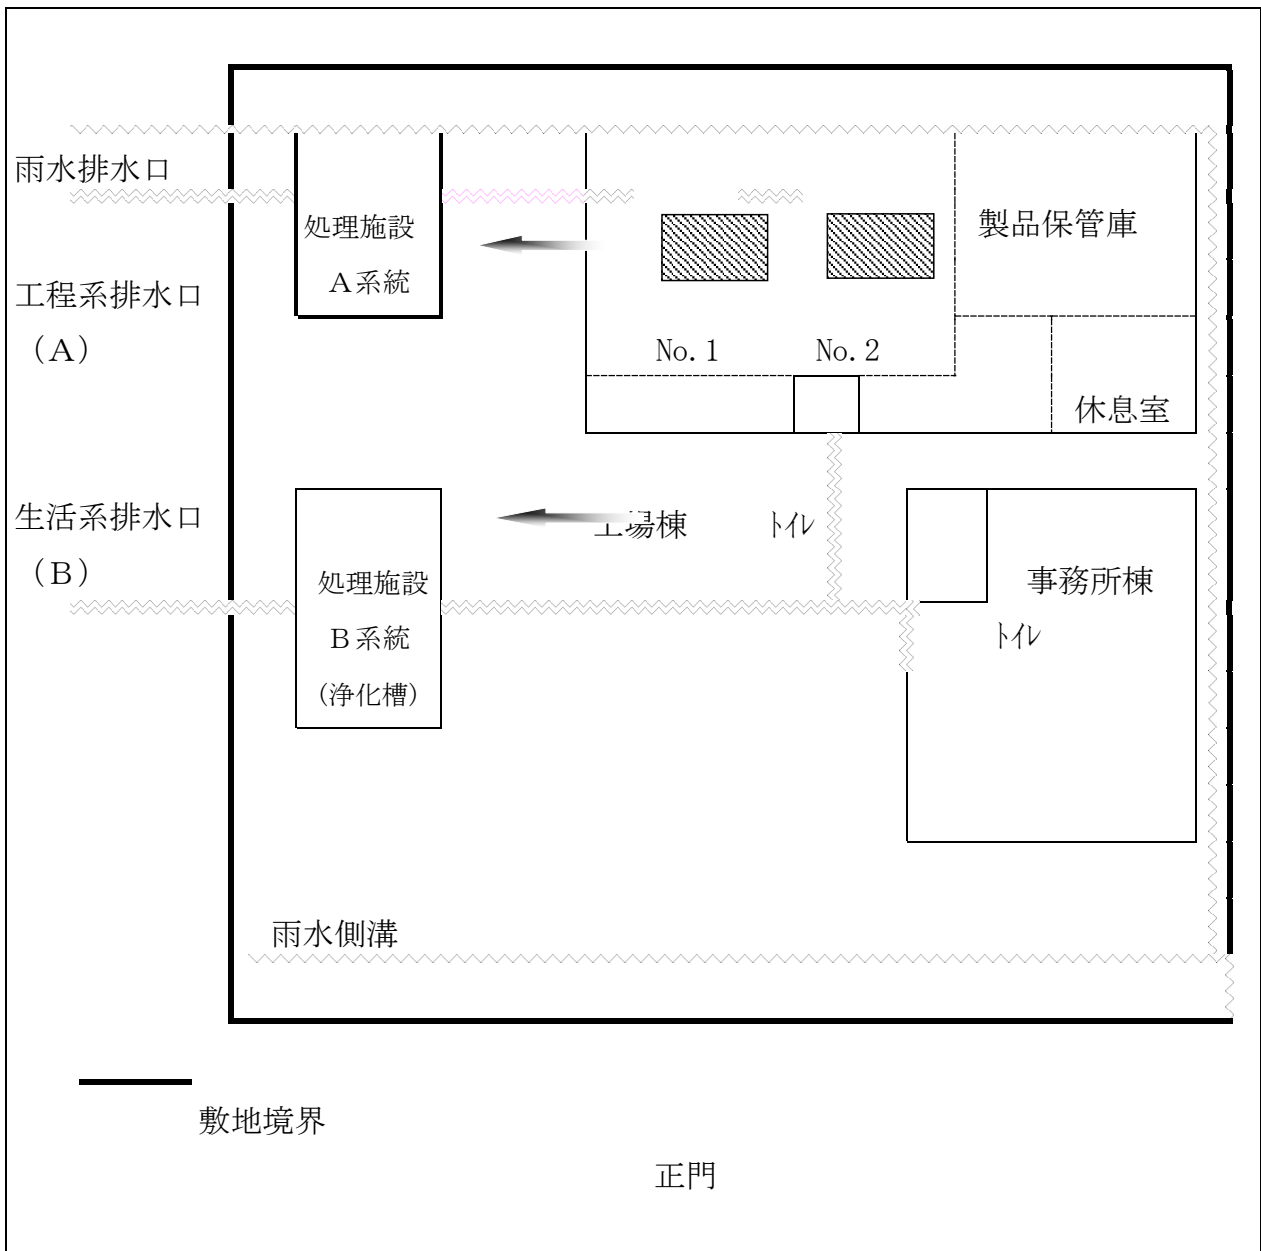 雨水排水口
処理施設
A系統
製品保管庫
工程系排水口
（A）
No.1
No.2
休息室
生活系排水口
（B）
工場棟
ﾄｲﾚ
処理施設
B系統
(浄化槽)
事務所棟
ﾄｲﾚ
雨水側溝
敷地境界
正門